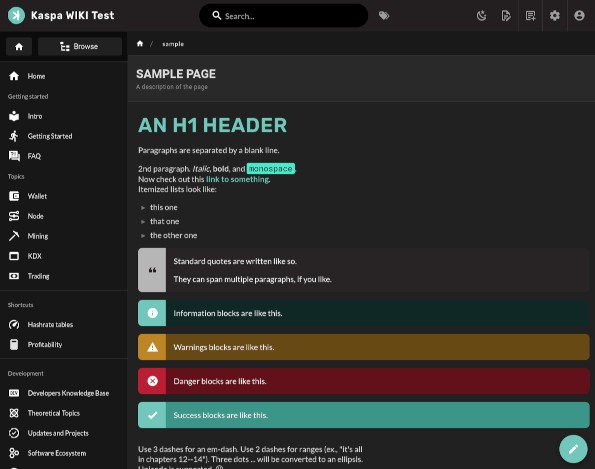 Kaspa WIKI Test
Search...
Browse
/ sample
Home
Getting started
Intro
Getting Started
FAQ
Topics
Wallet
Node
Mining
KDX
Trading
Shortcuts
Hashrate tables
Profitability
Development
Developers Knowledge Base
Theoretical Topics
Updates and Projects
Software Ecosystem
SAMPLE PAGE
A description of the page
AN H1 HEADER
Paragraphs are separated by a blank line.
2nd paragraph. Italic, bold, and monospace.
Now check out this link to something.
Itemized lists look like:
this one
that one
the other one
Standard quotes are written like so.
They can span multiple paragraphs, if you like.
Information blocks are like this.
Warnings blocks are like this.
Danger blocks are like this.
Success blocks are like this.
Use 3 dashes for an em-dash. Use 2 dashes for ranges (ex., "it's all
in chapters 12--14"). Three dots ... will be converted to an ellipsis.
Unicode is supported. ☺